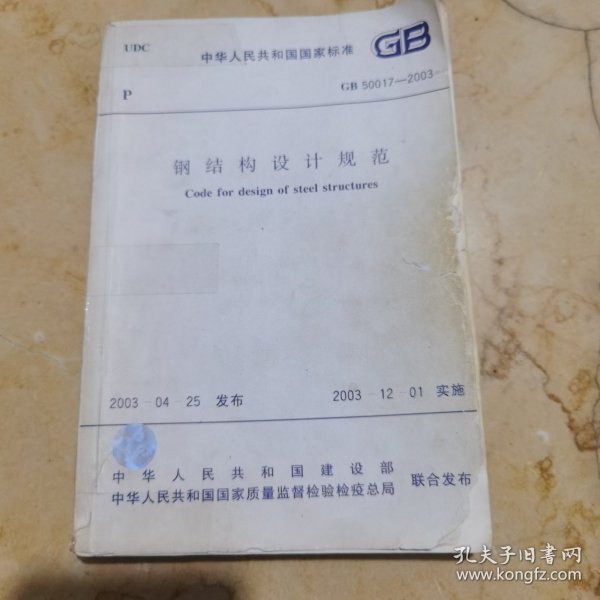 UDC
中华人民共和国国家标准
GB
P
GB 50017—2003
钢结构设计规范
Code for design of steel structures
2003-04-25 发布
2003-12-01 实施
中华人民共和国建设部
中华人民共和国国家质量监督检验检疫总局
联合发布
孔夫子旧书网
www.kongfz.com